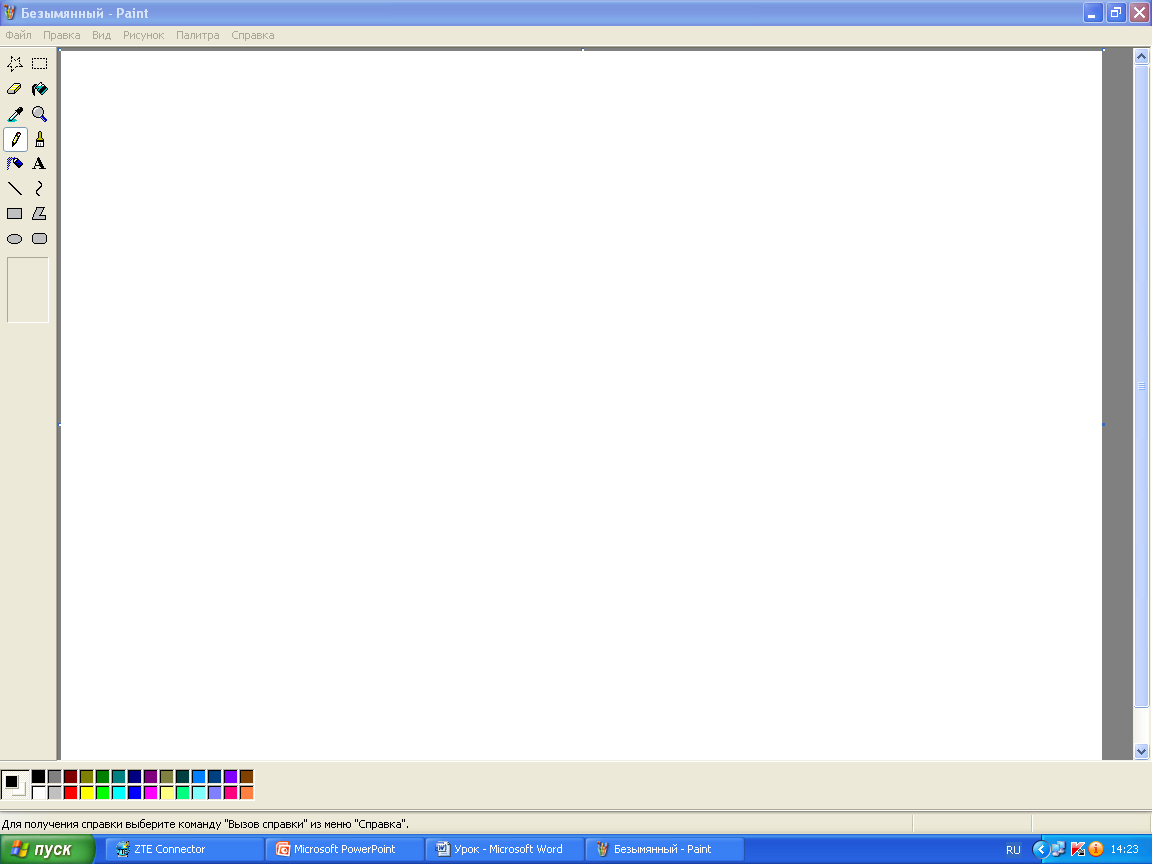 Безымянный - Paint
Файл Правка Вид Рисунок Палитра Справка
A
Для получения справки выберите команду "Вызов справки" из меню "Справка".
пуск ZTE Connector Microsoft PowerPoint Урок - Microsoft Word Безымянный - Paint RU 14:23